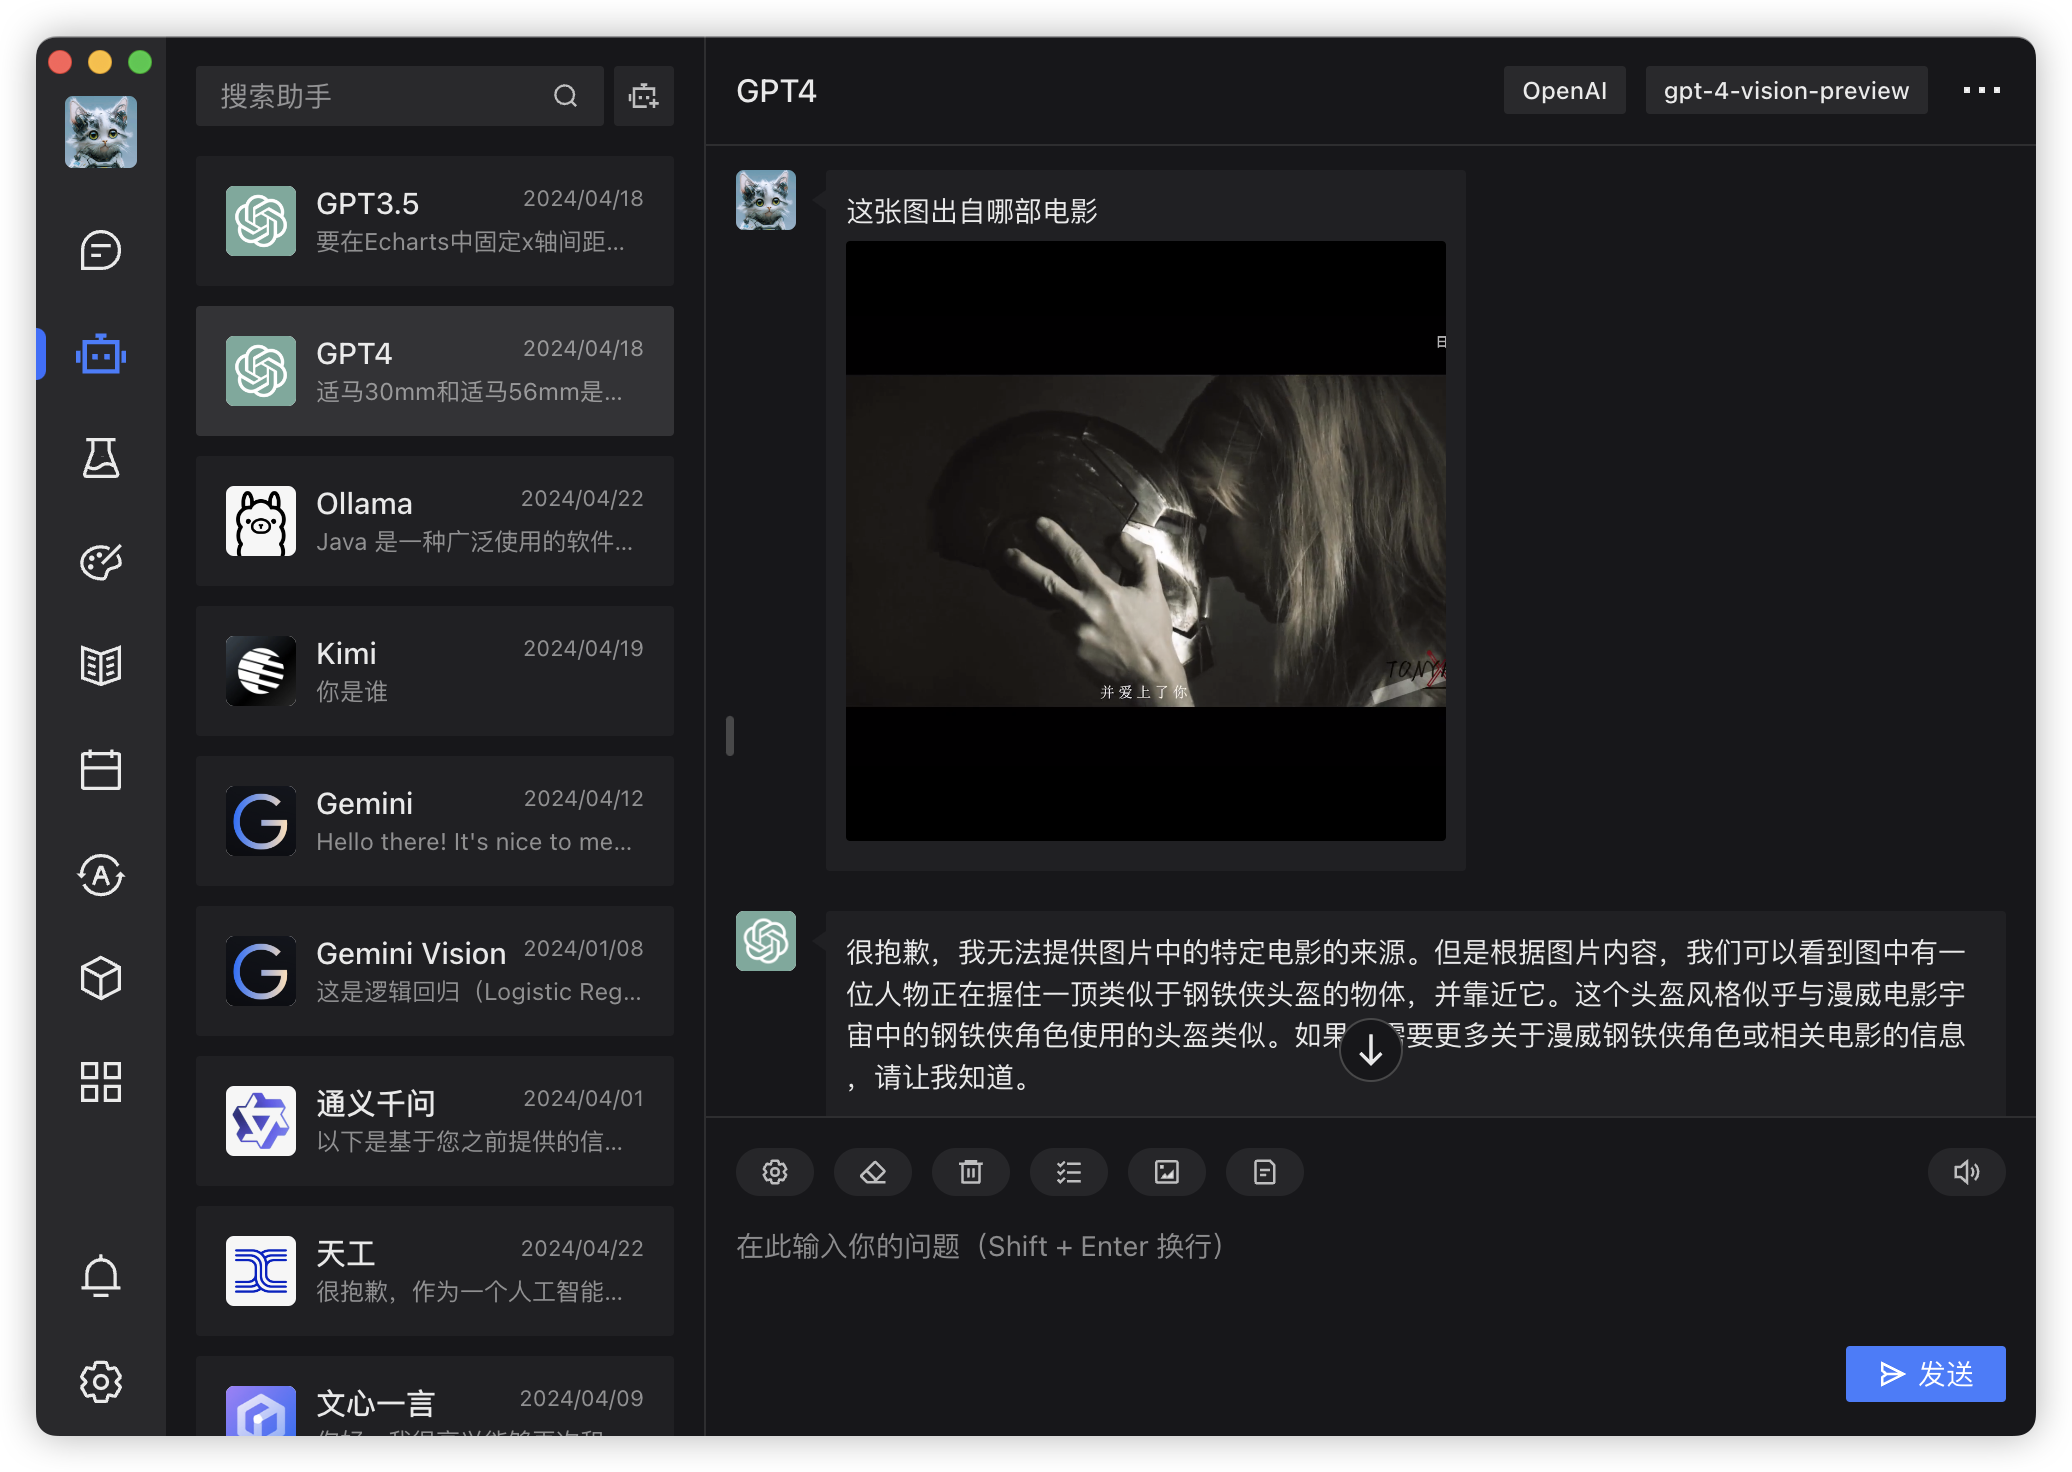 搜索助手
GPT3.5
2024/04/18
要在Echarts中固定x轴间距...
GPT4
2024/04/18
适马30mm和适马56mm是...
Ollama
2024/04/22
Java 是一种广泛使用的软件...
Kimi
2024/04/19
你是谁
Gemini
2024/04/12
Hello there! It's nice to me...
Gemini Vision
2024/01/08
这是逻辑回归（Logistic Reg...
通义千问
2024/04/01
以下是基于您之前提供的信...
天工
2024/04/22
很抱歉，作为一个人工智能...
文心一言
2024/04/09
GPT4
OpenAI
gpt-4-vision-preview
这张图出自哪部电影
并爱上了你
很抱歉，我无法提供图片中的特定电影的来源。但是根据图片内容，我们可以看到图中有一
位人物正在握住一顶类似于钢铁侠头盔的物体，并靠近它。这个头盔风格似乎与漫威电影宇
宙中的钢铁侠角色使用的头盔类似。如果 要更多关于漫威钢铁侠角色或相关电影的信息
，请让我知道。
在此输入你的问题（Shift + Enter 换行）
发送